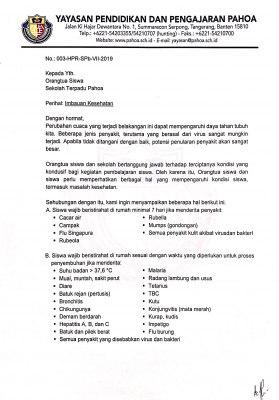 YAYASAN PENDIDIKAN DAN PENGAJARAN PAHOA
Jalan Ki Hajar Dewantara No. 1, Summarecon Serpong, Tangerang, Banten 15810
Telp.: +6221-54203355/54210707 (hunting) - Faks.: +6221-54210700
Website: www.pahoa.sch.id - E-mail: yayasan@pahoa.sch.id
No.: 003-HPR-SPb-VII-2019
Kepada Yth.
Orangtua Siswa
Sekolah Terpadu Pahoa
Perihal: Imbauan Kesehatan
Dengan hormat,
Perubahan cuaca yang terjadi belakangan ini dapat mempengaruhi daya tahan tubuh
kita. Beberapa jenis penyakit, terutama yang berasal dari virus sangat mungkin
terjadi. Apabila tidak ditangani dengan baik, potensi penularan penyakit akan sangat
besar.
Orangtua siswa dan sekolah bertanggung jawab terhadap terciptanya kondisi yang
kondusif bagi kegiatan pembelajaran siswa. Oleh karena itu, Orangtua siswa dan
siswa perlu memperhatikan berbagai hal yang mempengaruhi kondisi siswa,
termasuk masalah kesehatan.
Sehubungan dengan itu, kami ingin menyampaikan beberapa hal berikut ini.
A. Siswa wajib beristirahat di rumah minimal 7 hari jika menderita penyakit
• Cacar air
• Campak
• Flu Singapura
• Rubeola
• Rubella
• Mumps (gondongan)
• Semua penyakit kulit akibat virusdan bakteri
B. Siswa wajib beristirahat di rumah sesuai dengan waktu yang diperlukan untuk proses
penyembuhan jika menderita:
• Suhu badan > 37,6 °C
• Mual, muntah, sakit perut
• Diare
• Batuk rejan (pertusis)
• Bronchitis
• Chikungunya
• Demam berdarah
• Hepatitis A, B, dan C
• Batuk dan pilek berat
• Semua penyakit yang disebabkan virus dan bakteri
• Malaria
• Radang lambung dan usus
• Tetanus
• TBC
• Kutu
• Konjungtivitis (mata merah)
• Kurap, kudis
• Impetigo
• Flu burung